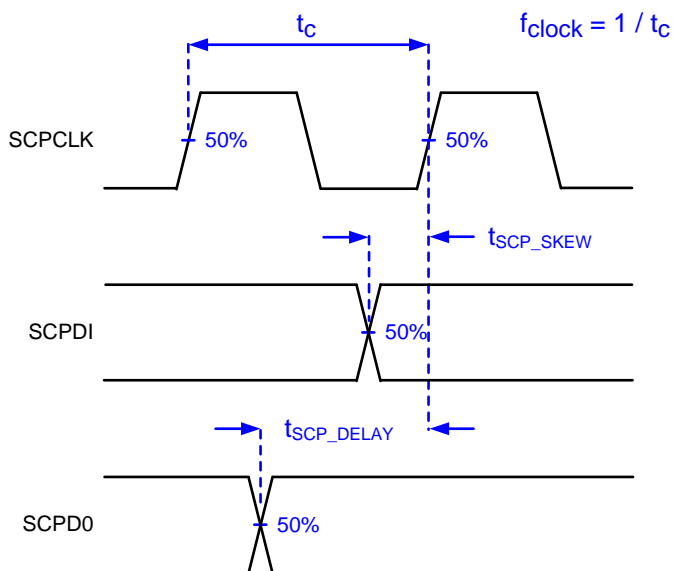 tc
fclock = 1 / tc
SCPCLK
50%
50%
tSCP_SKEW
SCPDI
50%
tSCP_DELAY
SCPD0
50%